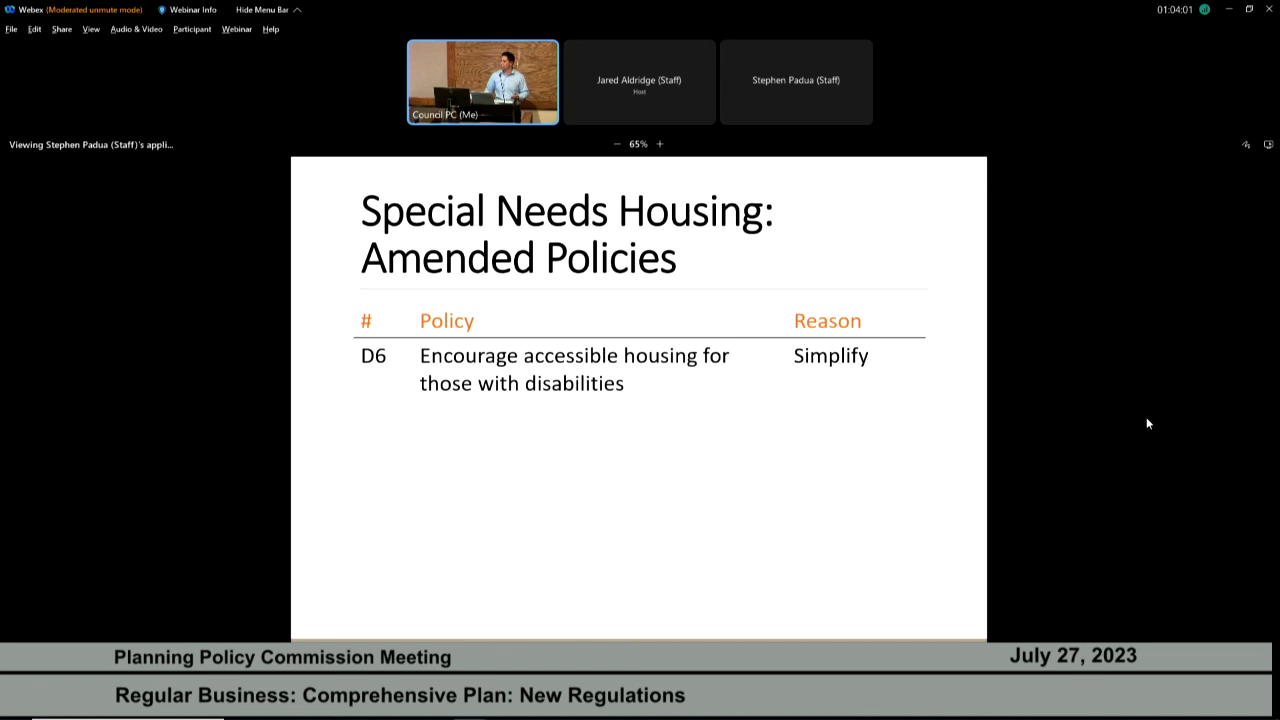 Webex (Moderated unmute mode) Webinar Info Hide Menu Bar 01:04:01
File Edit Share View Audio & Video Participant Webinar Help
Jared Aldridge (Staff)
Host
Stephen Padua (Staff)
Council PC (Me)
Viewing Stephen Padua (Staff)'s appli...
− 65% +
Special Needs Housing:
Amended Policies
# Policy Reason
D6 Encourage accessible housing for Simplify
those with disabilities
Planning Policy Commission Meeting July 27, 2023
Regular Business: Comprehensive Plan: New Regulations